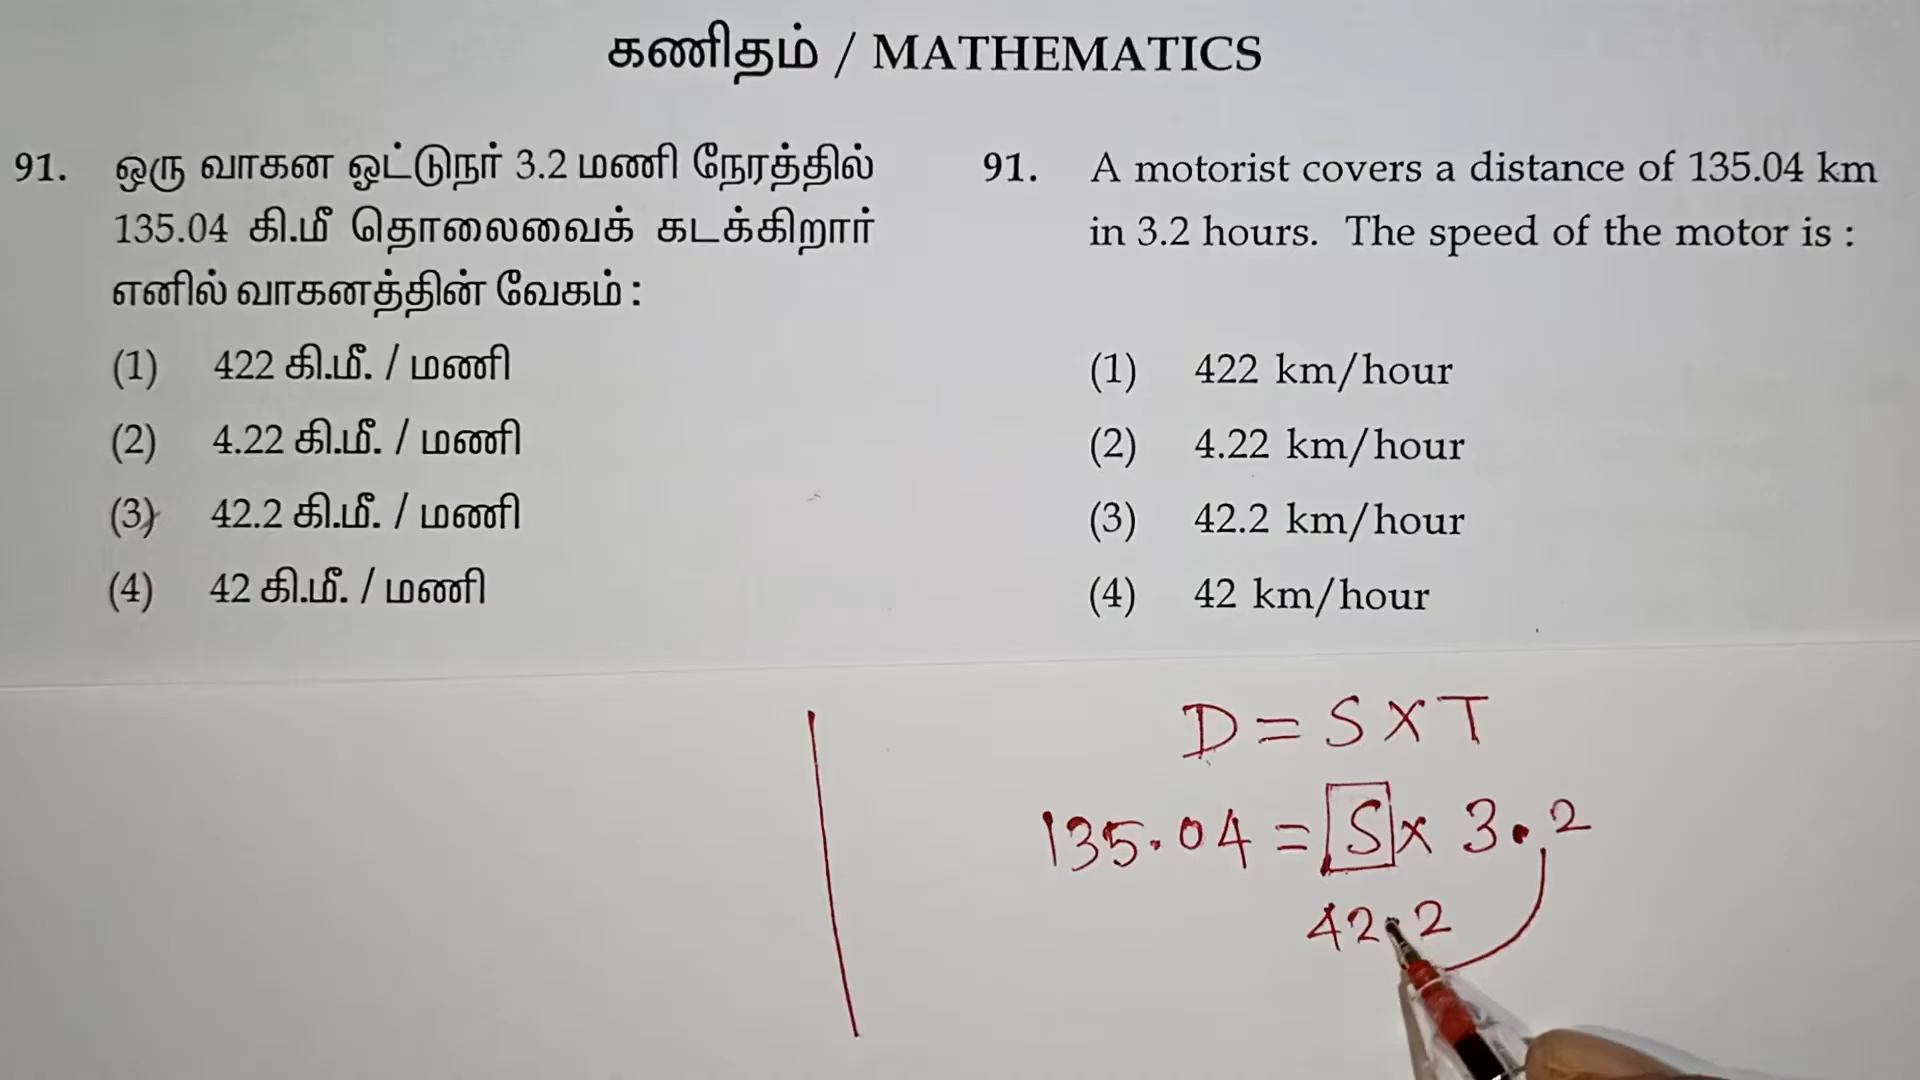 கணிதம் / MATHEMATICS
91. ஒரு வாகன ஓட்டுநர் 3.2 மணி நேரத்தில்
135.04 கி.மீ தொலைவைக் கடக்கிறார்
எனில் வாகனத்தின் வேகம் :
(1) 422 கி.மீ. / மணி
(2) 4.22 கி.மீ. / மணி
(3) 42.2 கி.மீ. / மணி
(4) 42 கி.மீ. / மணி
91. A motorist covers a distance of 135.04 km
in 3.2 hours. The speed of the motor is :
(1) 422 km/hour
(2) 4.22 km/hour
(3) 42.2 km/hour
(4) 42 km/hour
D = S X T
135.04 = S x 3.2
42.2